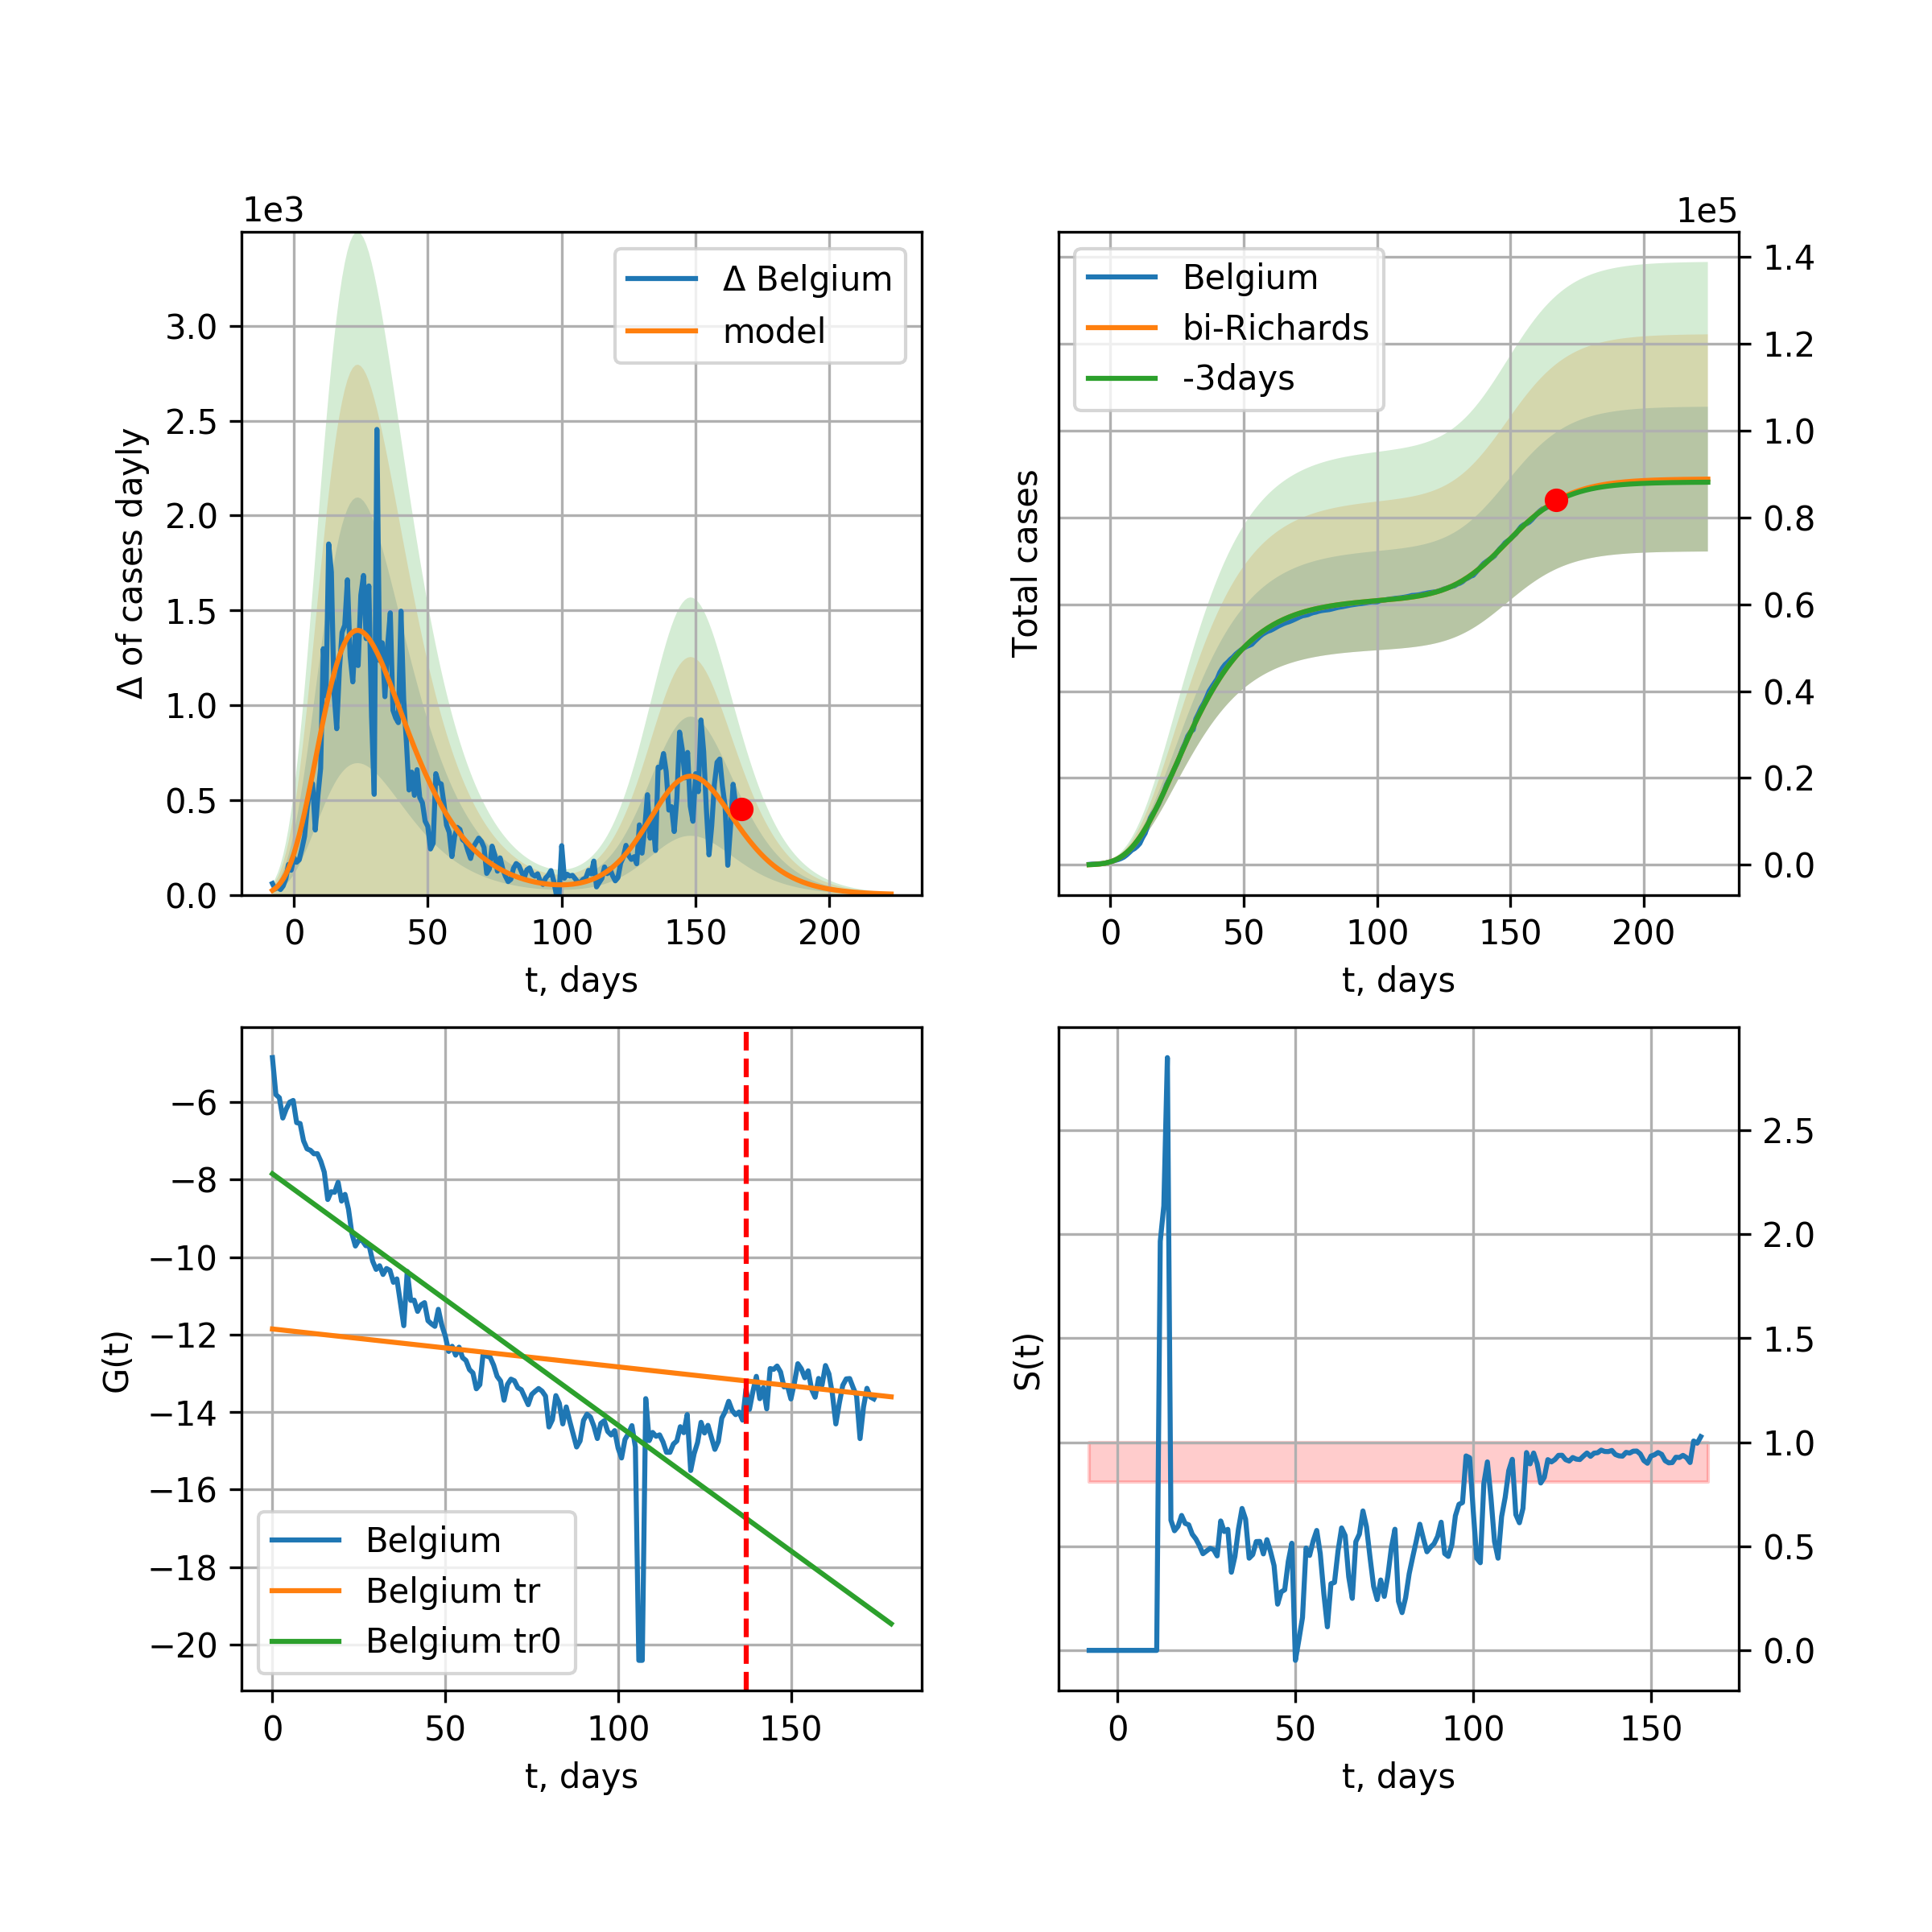 1e3
Δ of cases dayly
3.0
2.5
2.0
1.5
1.0
0.5
0.0
Δ Belgium
model
0 50 100 150 200
t, days
1e5
Total cases
Belgium
bi-Richards
-3days
1.4
1.2
1.0
0.8
0.6
0.4
0.2
0.0
0 50 100 150 200
t, days
G(t)
−6
−8
−10
−12
−14
−16
−18
−20
Belgium
Belgium tr
Belgium tr0
0 50 100 150
t, days
S(t)
2.5
2.0
1.5
1.0
0.5
0.0
0 50 100 150
t, days